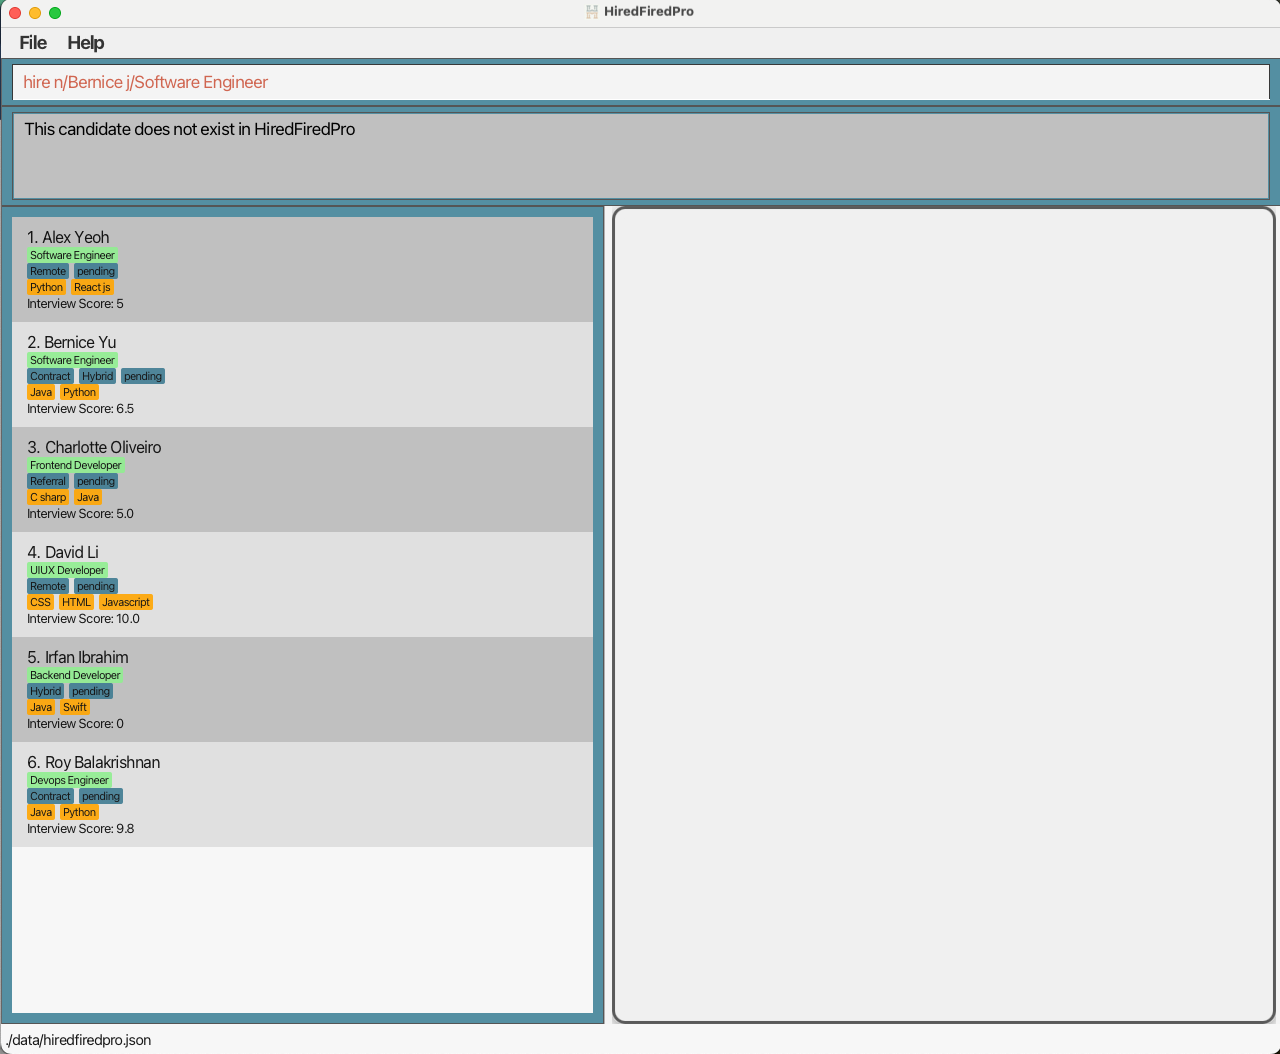 HiredFiredPro
File Help
hire n/Bernice j/Software Engineer
This candidate does not exist in HiredFiredPro
1. Alex Yeoh
Software Engineer
Remote pending
Python React js
Interview Score: 5
2. Bernice Yu
Software Engineer
Contract Hybrid pending
Java Python
Interview Score: 6.5
3. Charlotte Oliveiro
Frontend Developer
Referral pending
C sharp Java
Interview Score: 5.0
4. David Li
UIUX Developer
Remote pending
CSS HTML Javascript
Interview Score: 10.0
5. Irfan Ibrahim
Backend Developer
Hybrid pending
Java Swift
Interview Score: 0
6. Roy Balakrishnan
Devops Engineer
Contract pending
Java Python
Interview Score: 9.8
./data/hiredfiredpro.json